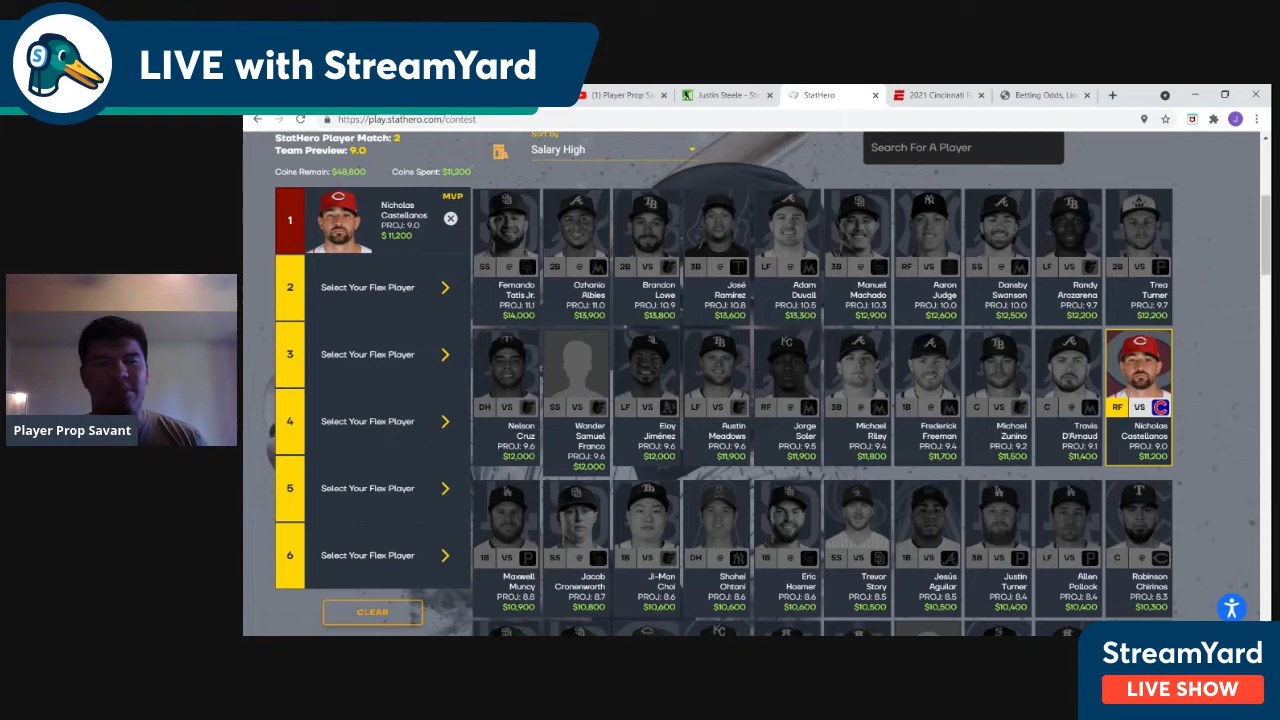 S
LIVE with StreamYard
(1) Player Prop Sa
Justin Steele - Sta
StatHero
2021 Cincinnati R
Betting Odds, Lin
https://play.stathero.com/contest
J
StatHero Player Match: 2
Team Preview: 9.0
Coins Remain: $48,800
Coins Spent: $11,200
Sort by
Salary High
Search For A Player
1
Nicholas
Castellanos
PROJ: 9.0
$ 11,200
MVP
2
Select Your Flex Player
3
Select Your Flex Player
4
Select Your Flex Player
5
Select Your Flex Player
6
Select Your Flex Player
CLEAR
SS @
Fernando
Tatis Jr.
PROJ: 11.1
$14,000
2B @
Ozhanio
Albies
PROJ: 11.0
$13,900
2B VS
Brandon
Lowe
PROJ: 10.9
$13,800
3B @
José
Ramírez
PROJ: 10.8
$13,600
LF @
Adam
Duvall
PROJ: 10.5
$13,300
3B @
Manuel
Machado
PROJ: 10.3
$12,900
RF VS
Aaron
Judge
PROJ: 10.0
$12,600
SS @
Dansby
Swanson
PROJ: 10.0
$12,500
LF VS
Randy
Arozarena
PROJ: 9.7
$12,200
2B VS
Trea
Turner
PROJ: 9.7
$12,200
DH VS
Nelson
Cruz
PROJ: 9.6
$12,000
SS VS
Wander
Samuel
Franco
PROJ: 9.6
$12,000
LF VS
Eloy
Jiménez
PROJ: 9.6
$12,000
LF VS
Austin
Meadows
PROJ: 9.6
$11,900
RF @
Jorge
Soler
PROJ: 9.5
$11,900
3B @
Michael
Riley
PROJ: 9.4
$11,800
1B @
Frederick
Freeman
PROJ: 9.4
$11,700
C VS
Michael
Zunino
PROJ: 9.2
$11,500
C @
Travis
D'Arnaud
PROJ: 9.1
$11,400
RF VS
Nicholas
Castellanos
PROJ: 9.0
$11,200
1B VS
Maxwell
Muncy
PROJ: 8.8
$10,900
SS @
Jacob
Cronenworth
PROJ: 8.7
$10,800
1B VS
Ji-Man
Choi
PROJ: 8.6
$10,600
DH @
Shohei
Ohtani
PROJ: 8.6
$10,600
1B @
Eric
Hosmer
PROJ: 8.6
$10,600
SS VS
Trevor
Story
PROJ: 8.5
$10,500
1B VS
Jesús
Aguilar
PROJ: 8.5
$10,500
3B VS
Justin
Turner
PROJ: 8.4
$10,400
LF VS
Allen
Pollock
PROJ: 8.4
$10,400
C @
Robinson
Chirinos
PROJ: 8.3
$10,300
Player Prop Savant
StreamYard
LIVE SHOW